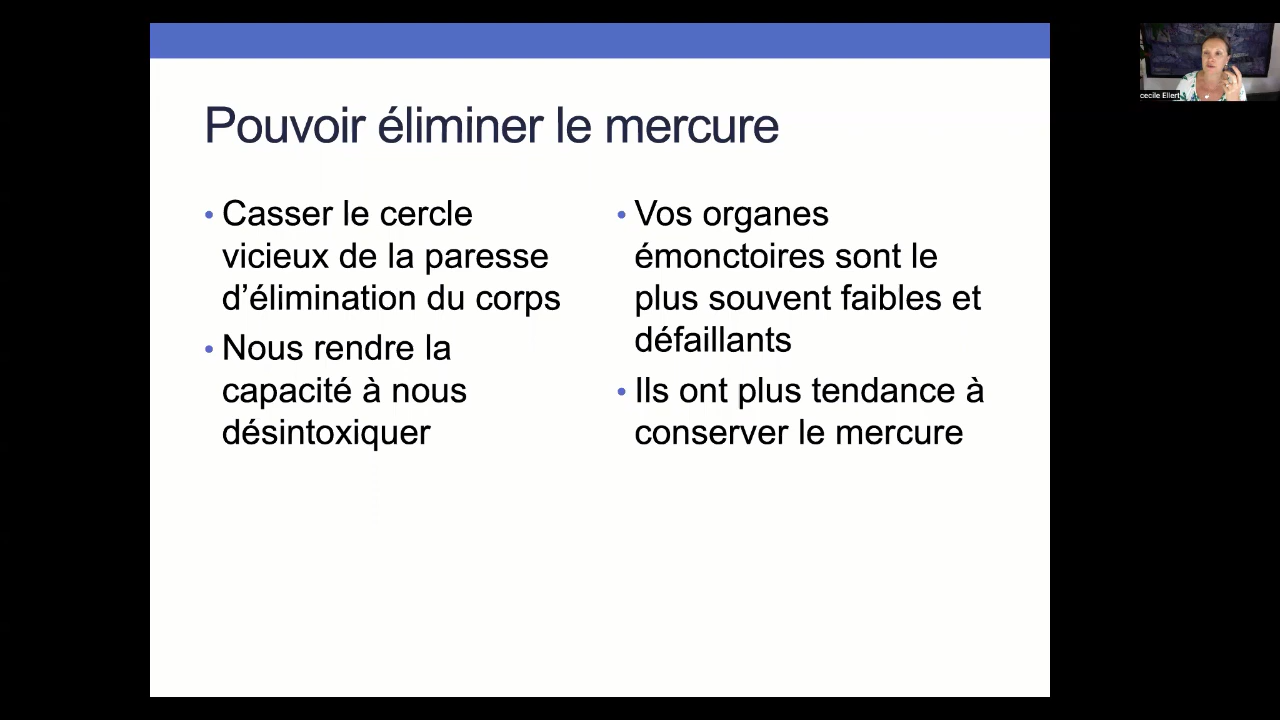 Pouvoir éliminer le mercure
• Casser le cercle
vicieux de la paresse
d’élimination du corps
• Nous rendre la
capacité à nous
désintoxiquer
• Vos organes
émonctoires sont le
plus souvent faibles et
défaillants
• Ils ont plus tendance à
conserver le mercure
cecile Ellert